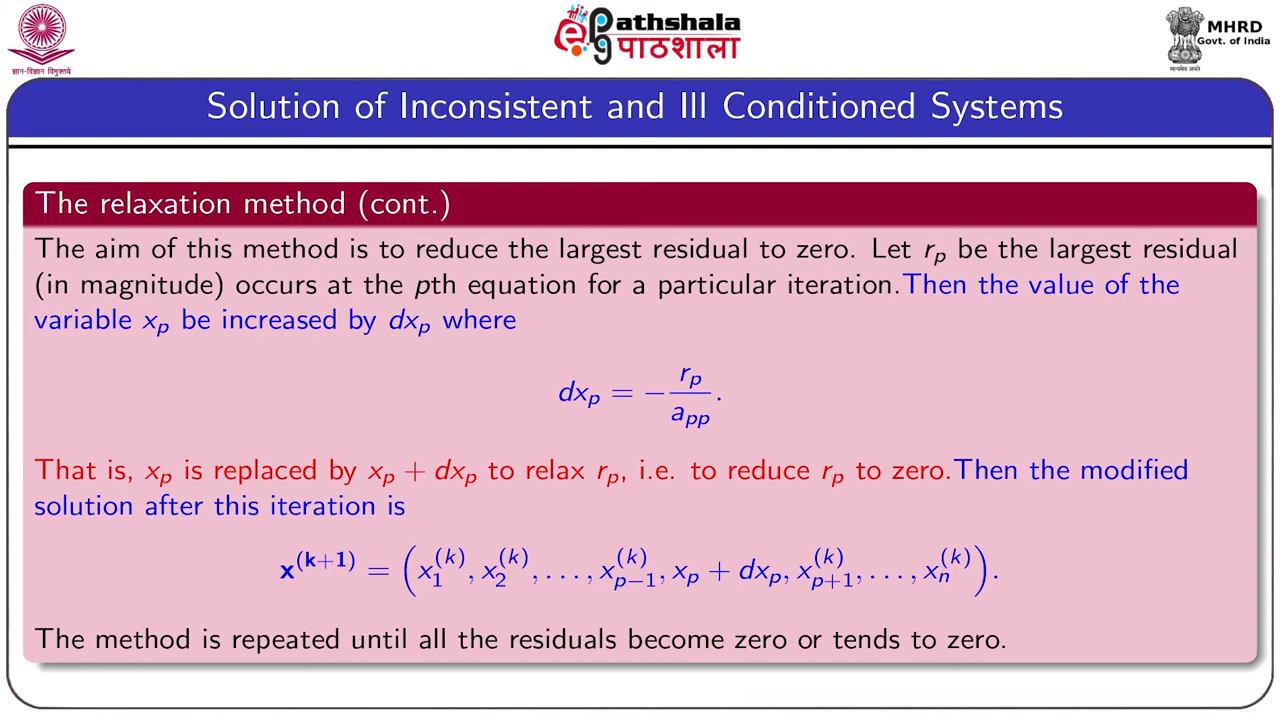 ज्ञान-विज्ञान विमुक्तये
ePGpathshala
पाठशाला
MHRD
Govt. of India
सत्यमेव जयते
Solution of Inconsistent and Ill Conditioned Systems
The relaxation method (cont.)
The aim of this method is to reduce the largest residual to zero. Let r_p be the largest residual
(in magnitude) occurs at the pth equation for a particular iteration.Then the value of the
variable x_p be increased by dx_p where
dx_p = − r_p / a_pp .
That is, x_p is replaced by x_p + dx_p to relax r_p, i.e. to reduce r_p to zero.Then the modified
solution after this iteration is
x^(k+1) = (x_1^(k), x_2^(k), . . . , x_{p−1}^(k), x_p + dx_p, x_{p+1}^(k), . . . , x_n^(k)).
The method is repeated until all the residuals become zero or tends to zero.